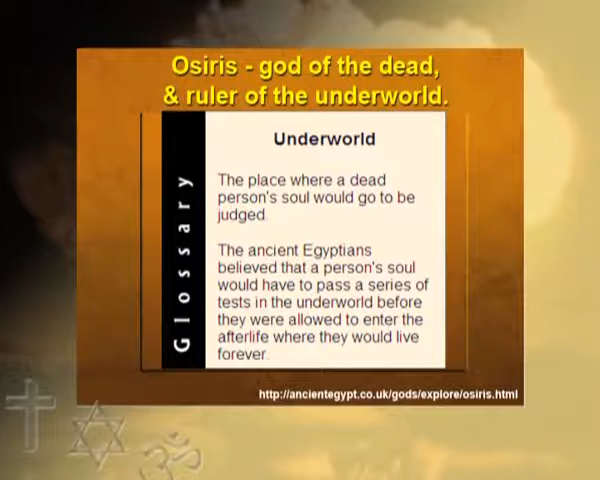 Osiris - god of the dead,
& ruler of the underworld.
Underworld
The place where a dead
person's soul would go to be
judged.
The ancient Egyptians
believed that a person's soul
would have to pass a series of
tests in the underworld before
they were allowed to enter the
afterlife where they would live
forever.
Glossary
http://ancientegypt.co.uk/gods/explore/osiris.html